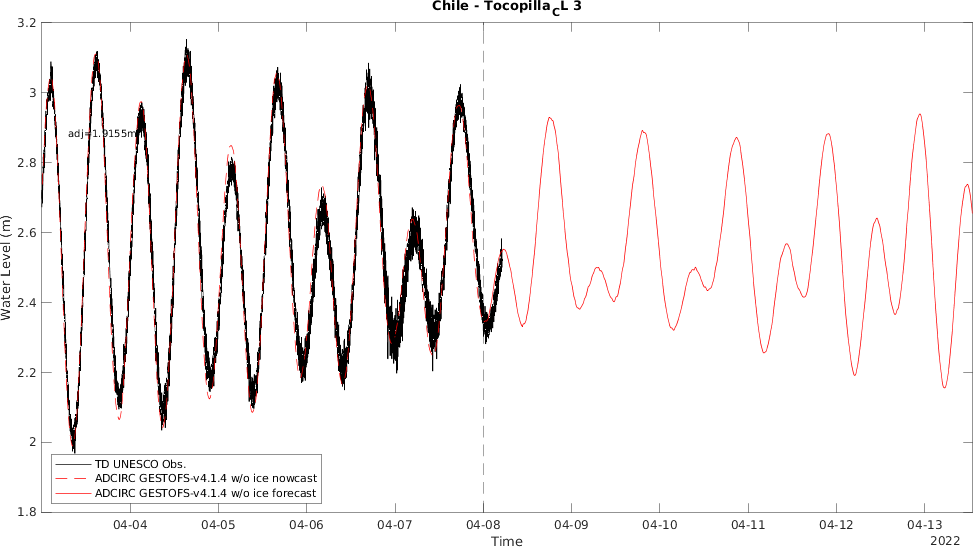 Chile - Tocopilla_CL 3
3.2
3
2.8
2.6
2.4
2.2
2
1.8
Water Level (m)
adj=1.9155m
TD UNESCO Obs.
ADCIRC GESTOFS-v4.1.4 w/o ice nowcast
ADCIRC GESTOFS-v4.1.4 w/o ice forecast
04-04 04-05 04-06 04-07 04-08 04-09 04-10 04-11 04-12 04-13
Time
2022